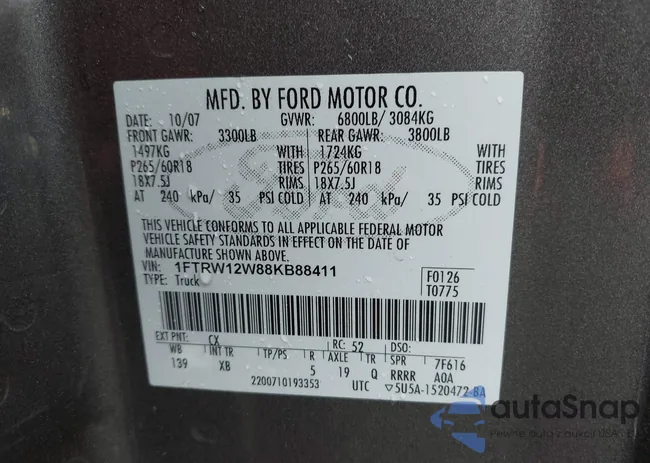 MFD. BY FORD MOTOR CO.
DATE: 10/07 GVWR: 6800LB/ 3084KG
FRONT GAWR: 3300LB REAR GAWR: 3800LB
1497KG WITH 1724KG WITH
P265/60R18 TIRES P265/60R18 TIRES
18X7.5J RIMS 18X7.5J RIMS
AT 240 kPa/ 35 PSI COLD AT 240 kPa/ 35 PSI COLD
Ford
THIS VEHICLE CONFORMS TO ALL APPLICABLE FEDERAL MOTOR
VEHICLE SAFETY STANDARDS IN EFFECT ON THE DATE OF
MANUFACTURE SHOWN ABOVE.
VIN: 1FTRW12W88KB88411 F0126
TYPE: Truck T0775
EXT PNT: CX RC: 52 DSO:
WB INT TR TP/PS R AXLE TR SPR 7F616
139 XB 5 19 Q RRRR A0A
2200710193353 UTC ▽5U5A-1520472-BA
autaSnap